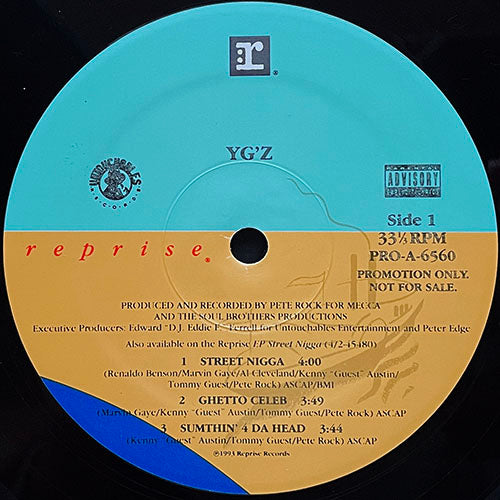 r
YG'Z
UNTOUCHABLES
RECORDS
PARENTAL
ADVISORY
EXPLICIT LYRICS
Side 1
33⅓ RPM
PRO-A-6560
PROMOTION ONLY.
NOT FOR SALE.
reprise®
PRODUCED AND RECORDED BY PETE ROCK FOR MECCA
AND THE SOUL BROTHERS PRODUCTIONS
Executive Producers: Edward "D.J. Eddie F." Ferrell for Untouchables Entertainment and Peter Edge
Also available on the Reprise EP Street Nigga (4/2-45480)
1 STREET NIGGA 4:00
(Renaldo Benson/Marvin Gaye/Al Cleveland/Kenny "Guest" Austin/
Tommy Guest/Pete Rock) ASCAP/BMI
2 GHETTO CELEB 3:49
(Marvin Gaye/Kenny "Guest" Austin/Tommy Guest/Pete Rock) ASCAP
3 SUMTHIN' 4 DA HEAD 3:44
(Kenny "Guest" Austin/Tommy Guest/Pete Rock) ASCAP
℗1993 Reprise Records